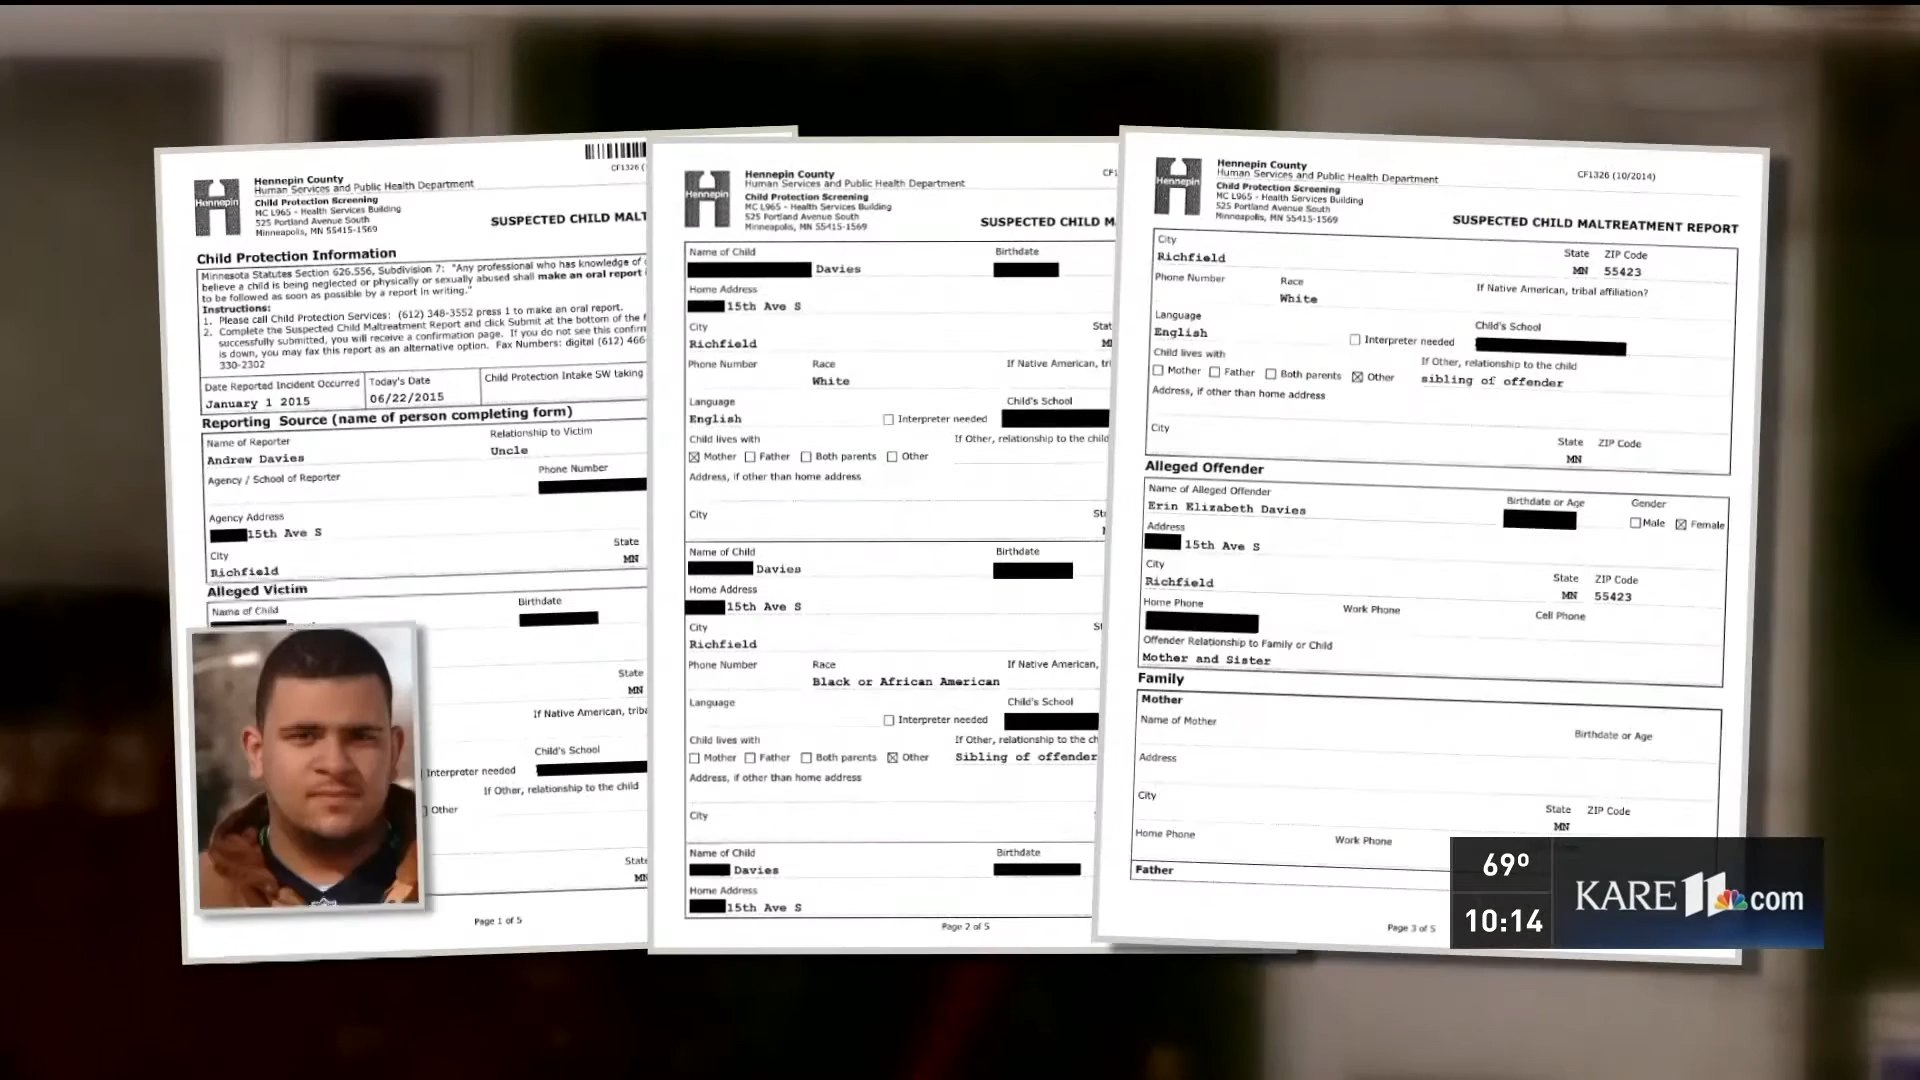 Hennepin
Hennepin County
Human Services and Public Health Department
Child Protection Screening
MC L965 - Health Services Building
525 Portland Avenue South
Minneapolis, MN 55415-1569
CF1326
SUSPECTED CHILD
Child Protection Information
Minnesota Statutes Section 626.556, Subdivision 7: "Any professional who has knowledge of
believe a child is being neglected or physically or sexually abused shall make an oral report
to be followed as soon as possible by a report in writing."
Instructions:
1. Please call Child Protection Services: (612) 348-3552 press 1 to make an oral report.
2. Complete the Suspected Child Maltreatment Report and click Submit at the bottom of the
successfully submitted, you will receive a confirmation page. If you do not see this
is down, you may fax this report as an alternative option. Fax Numbers: digital (612) 466-
330-2302
Date Reported Incident Occurred
January 1 2015
Today's Date
06/22/2015
Child Protection Intake SW taking
Reporting Source (name of person completing form)
Name of Reporter
Andrew Davies
Relationship to Victim
Uncle
Agency / School of Reporter
Phone Number
Agency Address
15th Ave S
City
Richfield
State
MN
Alleged Victim
Name of Child
Birthdate
State
MN
If Native American,
Child's School
Interpreter needed
If Other, relationship to the child
Other
Page 1 of 5
Hennepin
Hennepin County
Human Services and Public Health Department
Child Protection Screening
MC L965 - Health Services Building
525 Portland Avenue South
Minneapolis, MN 55415-1569
SUSPECTED CHILD
Name of Child
Birthdate
Davies
Home Address
15th Ave S
City
Richfield
Phone Number
Race
If Native American,
White
Language
Child's School
English
Interpreter needed
Child lives with
If Other, relationship to the child
☒ Mother ☐ Father ☐ Both parents ☐ Other
Address, if other than home address
City
Name of Child
Birthdate
Davies
Home Address
15th Ave S
City
Richfield
Phone Number
Race
If Native American,
Black or African American
Language
Child's School
Interpreter needed
Child lives with
If Other, relationship to the
☐ Mother ☐ Father ☐ Both parents ☒ Other
Sibling of offender
Address, if other than home address
City
Name of Child
Birthdate
Davies
Home Address
15th Ave S
Page 2 of 5
Hennepin
Hennepin County
Human Services and Public Health Department
Child Protection Screening
MC L965 - Health Services Building
525 Portland Avenue South
Minneapolis, MN 55415-1569
CF1326 (10/2014)
SUSPECTED CHILD MALTREATMENT REPORT
City
State
ZIP Code
Richfield
MN
55423
Phone Number
Race
If Native American, tribal affiliation?
White
Language
Child's School
English
Interpreter needed
Child lives with
If Other, relationship to the child
☐ Mother ☐ Father ☐ Both parents ☒ Other
sibling of offender
Address, if other than home address
City
State
ZIP Code
MN
Alleged Offender
Name of Alleged Offender
Birthdate or Age
Gender
Erin Elizabeth Davies
☐ Male ☒ Female
Address
15th Ave S
City
State
ZIP Code
Richfield
MN
55423
Home Phone
Work Phone
Cell Phone
Offender Relationship to Family or Child
Mother and Sister
Family
Mother
Name of Mother
Birthdate or Age
Address
City
State
ZIP Code
MN
Home Phone
Work Phone
Father
Page 3 of 5
69º
10:14
KARE 11.com